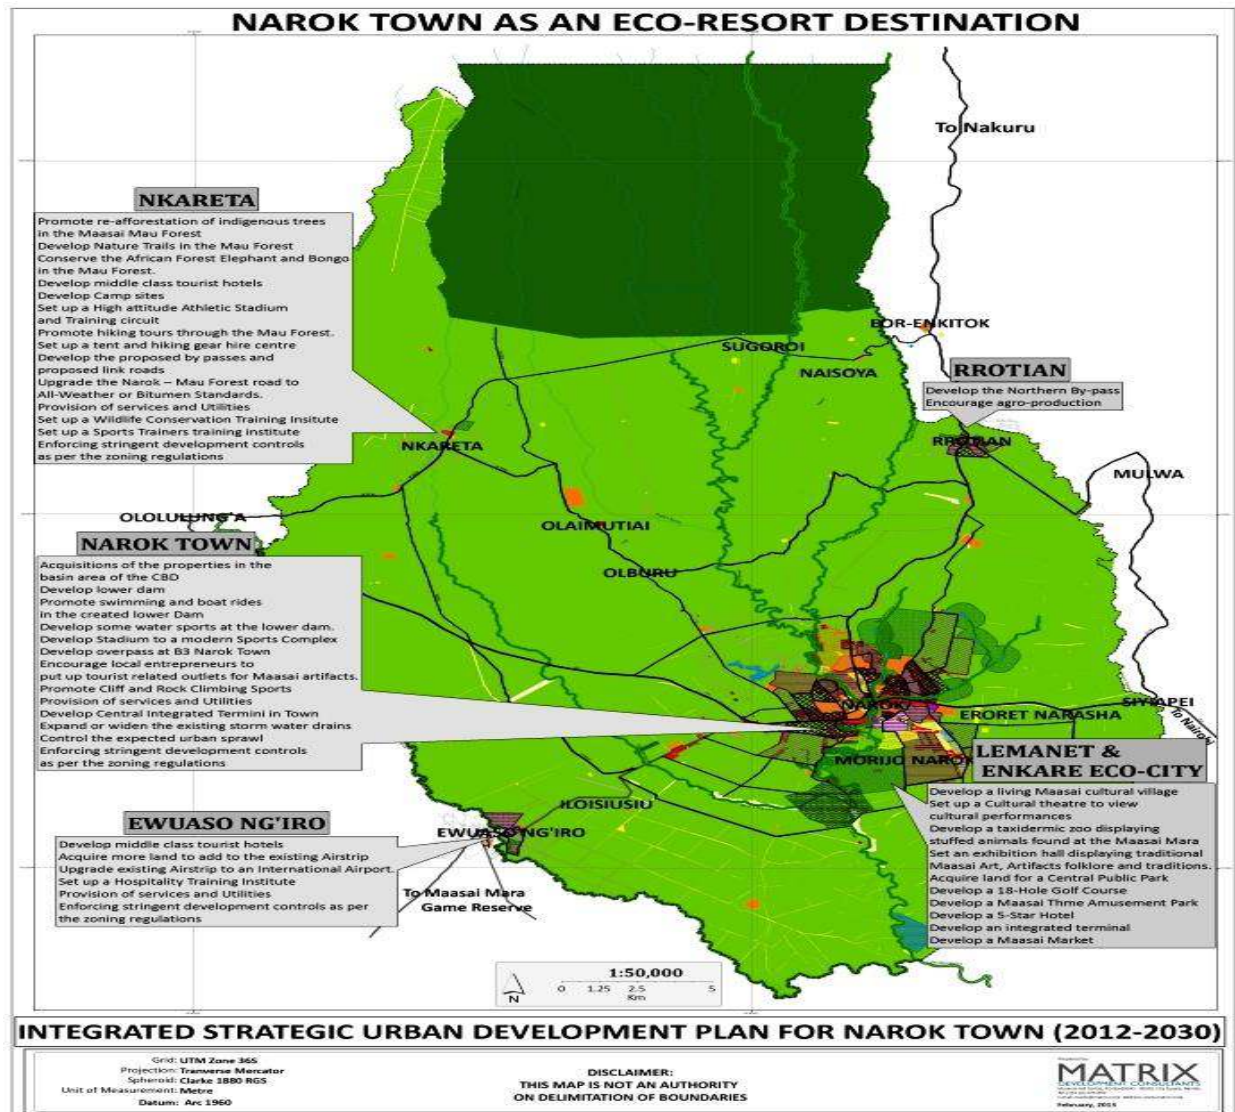 NAROK TOWN AS AN ECO-RESORT DESTINATION
To Nakuru
NKARETA
Promote re-afforestation of indigenous trees
in the Maasai Mau Forest
Develop Nature Trails in the Mau Forest
Conserve the African Forest Elephant and Bongo
in the Mau Forest.
Develop middle class tourist hotels
Develop Camp sites
Set up a High attitude Athletic Stadium
and Training circuit
Promote hiking tours through the Mau Forest.
Set up a tent and hiking gear hire centre
Develop the proposed by passes and
proposed link roads
Upgrade the Narok – Mau Forest road to
All-Weather or Bitumen Standards.
Provision of services and Utilities
Set up a Wildlife Conservation Training Insitute
Set up a Sports Trainers training institute
Enforcing stringent development controls
as per the zoning regulations
EOR-ENKITOK
SUGOROI
NAISOYA
RROTIAN
Develop the Northern By-pass
Encourage agro-production
RROTIAN
NKARETA
MULWA
OLOLULUNG'A
OLAIMUTIAI
OLBURU
NAROK TOWN
Acquisitions of the properties in the
basin area of the CBD
Develop lower dam
Promote swimming and boat rides
in the created lower Dam
Develop some water sports at the lower dam.
Develop Stadium to a modern Sports Complex
Develop overpass at B3 Narok Town
Encourage local entrepreneurs to
put up tourist related outlets for Maasai artifacts.
Promote Cliff and Rock Climbing Sports
Provision of services and Utilities
Develop Central Integrated Termini in Town
Expand or widen the existing storm water drains
Control the expected urban sprawl
Enforcing stringent development controls
as per the zoning regulations
NAROK
SIYIAPEI
ERORET NARASHA
To Nairobi
MORIJO NAROK
LEMANET &
ENKARE ECO-CITY
Develop a living Maasai cultural village
Set up a Cultural theatre to view
cultural performances
Develop a taxidermic zoo displaying
stuffed animals found at the Maasai Mara
Set an exhibition hall displaying traditional
Maasai Art, Artifacts folklore and traditions.
Acquire land for a Central Public Park
Develop a 18-Hole Golf Course
Develop a Maasai Thme Amusement Park
Develop a 5-Star Hotel
Develop an integrated terminal
Develop a Maasai Market
ILOISIUSIU
EWUASO NG'IRO
EWUASO NG'IRO
Develop middle class tourist hotels
Acquire more land to add to the existing Airstrip
Upgrade existing Airstrip to an International Airport.
Set up a Hospitality Training Institute
Provision of services and Utilities
Enforcing stringent development controls as per
the zoning regulations
To Maasai Mara
Game Reserve
1:50,000
0 1.25 2.5 5
Km
N
INTEGRATED STRATEGIC URBAN DEVELOPMENT PLAN FOR NAROK TOWN (2012-2030)
Grid: UTM Zone 36S
Projection: Tranverse Mercator
Spheroid: Clarke 1880 RGS
Unit of Measurement: Metre
Datum: Arc 1960
DISCLAIMER:
THIS MAP IS NOT AN AUTHORITY
ON DELIMITATION OF BOUNDARIES
MATRIX
DEVELOPMENT CONSULTANTS